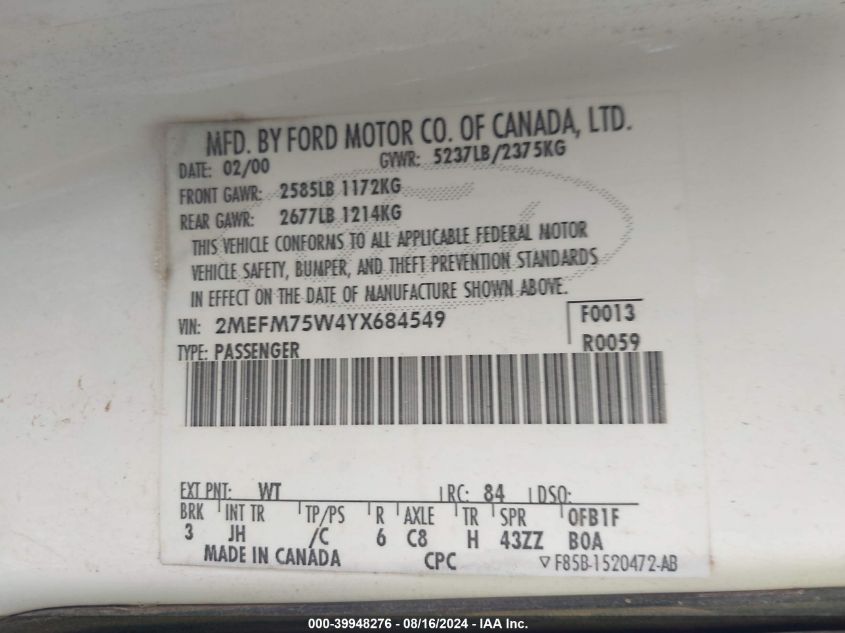 MFD. BY FORD MOTOR CO. OF CANADA, LTD.
DATE: 02/00 GVWR: 5237LB/2375KG
FRONT GAWR: 2585LB 1172KG
REAR GAWR: 2677LB 1214KG
THIS VEHICLE CONFORMS TO ALL APPLICABLE FEDERAL MOTOR
VEHICLE SAFETY, BUMPER, AND THEFT PREVENTION STANDARDS
IN EFFECT ON THE DATE OF MANUFACTURE SHOWN ABOVE.
VIN: 2MEFM75W4YX684549 F0013
TYPE: PASSENGER R0059
EXT PNT: WT RC: 84 DSO:
BRK INT TR TP/PS R AXLE TR SPR 0FB1F
3 JH /C 6 C8 H 43ZZ B0A
MADE IN CANADA CPC ▽ F85B-1520472-AB
000-39948276 - 08/16/2024 - IAA Inc.